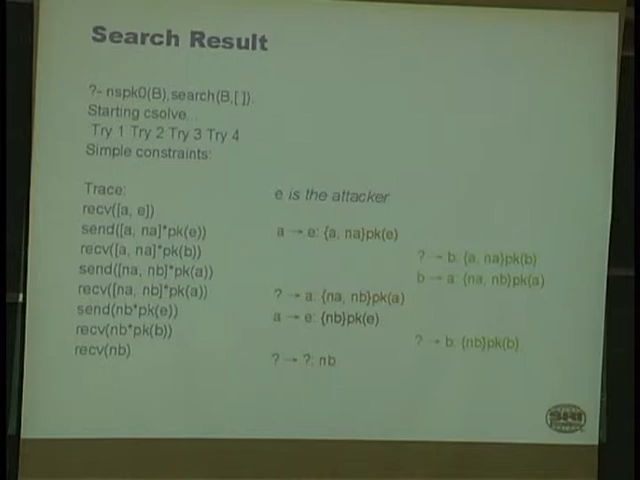 Search Result
?- nspk0(B),search(B,[ ]).
Starting csolve...
Try 1 Try 2 Try 3 Try 4
Simple constraints:
Trace:
e is the attacker
recv([a, e])
send([a, na]*pk(e))
a → e: {a, na}pk(e)
recv([a, na]*pk(b))
? → b: {a, na}pk(b)
send([na, nb]*pk(a))
b → a: {na, nb}pk(a)
recv([na, nb]*pk(a))
? → a: {na, nb}pk(a)
send(nb*pk(e))
a → e: {nb}pk(e)
recv(nb*pk(b))
? → b: {nb}pk(b)
recv(nb)
? → ?: nb
SRI